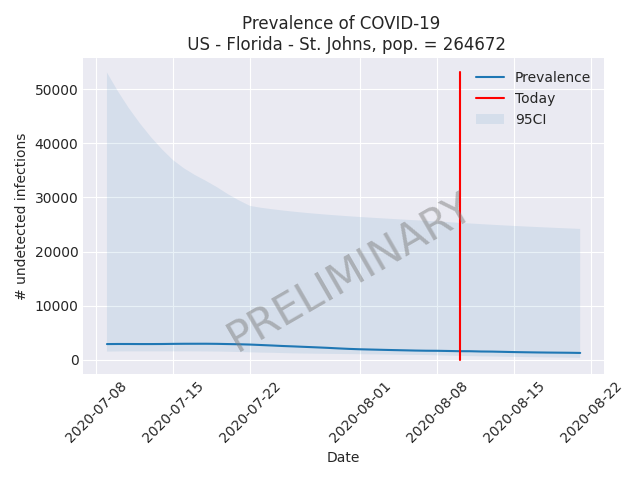 Prevalence of COVID-19
US - Florida - St. Johns, pop. = 264672
# undetected infections
50000
40000
30000
20000
10000
0
Prevalence
Today
95CI
PRELIMINARY
2020-07-08
2020-07-15
2020-07-22
2020-08-01
2020-08-08
2020-08-15
2020-08-22
Date